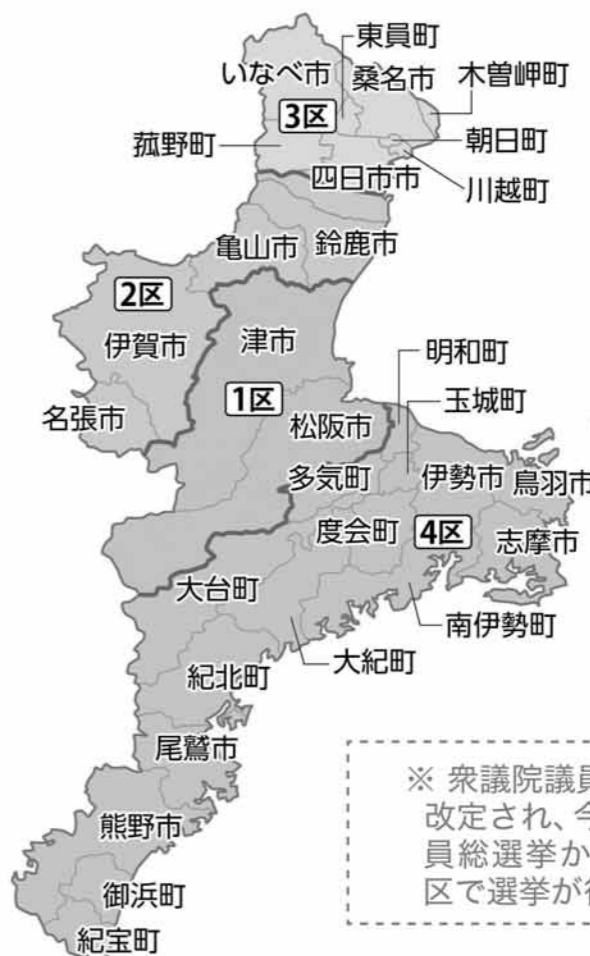 東員町
いなべ市
桑名市
木曽岬町
3区
菰野町
朝日町
四日市市
川越町
亀山市
鈴鹿市
2区
伊賀市
津市
明和町
1区
玉城町
名張市
松阪市
多気町
伊勢市
鳥羽市
度会町
4区
志摩市
大台町
南伊勢町
大紀町
紀北町
尾鷲市
熊野市
御浜町
紀宝町
※ 衆議院議員
改定され、今
員総選挙か
区で選挙が